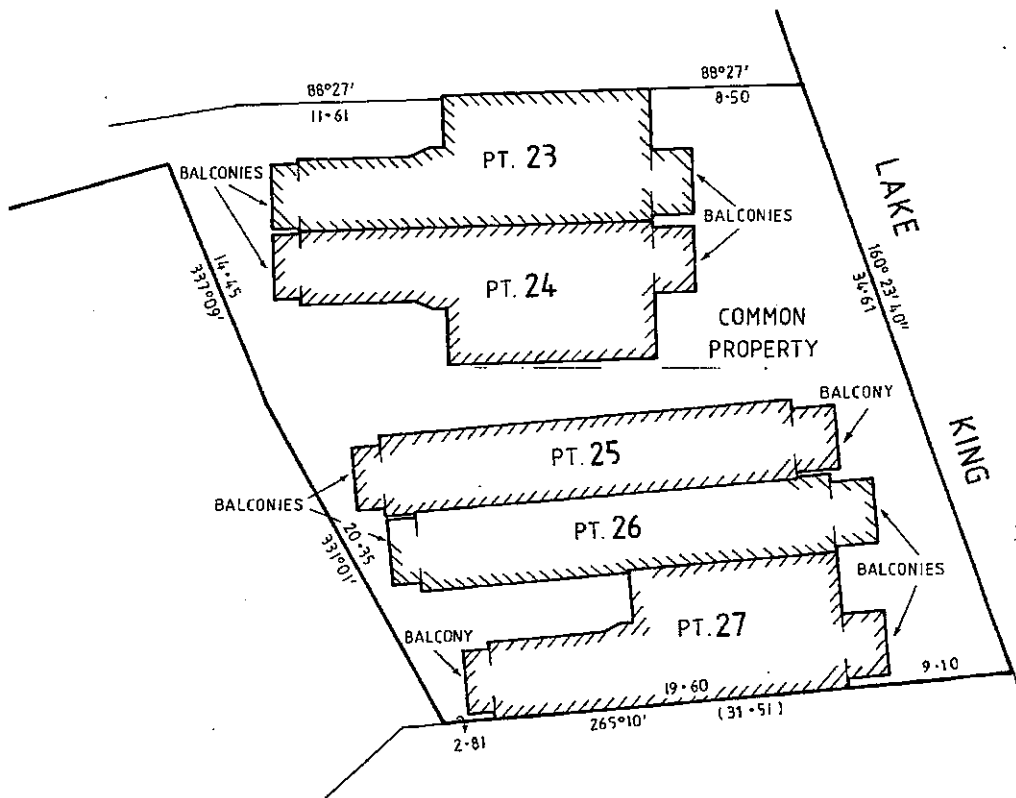 88°27'
11·61
88°27'
8·50
PT. 23
BALCONIES
BALCONIES
LAKE
14·45
337°09'
PT. 24
160° 23' 40"
34·61
COMMON
PROPERTY
BALCONY
PT. 25
KING
BALCONIES
20·35
331°01'
PT. 26
BALCONIES
BALCONY
PT. 27
19·60
9·10
265°10'
(31·51)
2·81